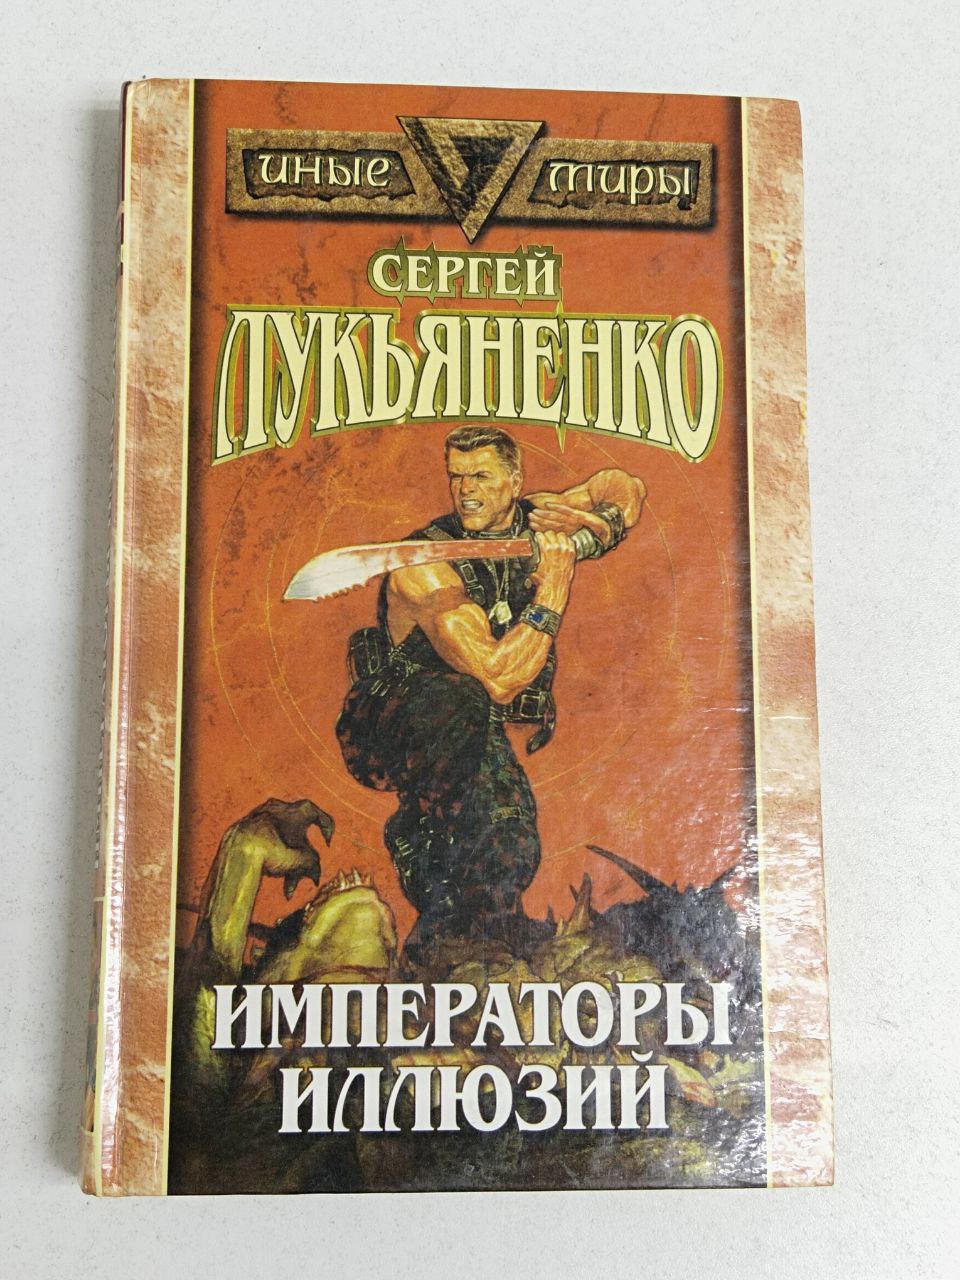 иные миры
СЕРГЕЙ
ЛУКЬЯНЕНКО
ИМПЕРАТОРЫ
ИЛЛЮЗИЙ